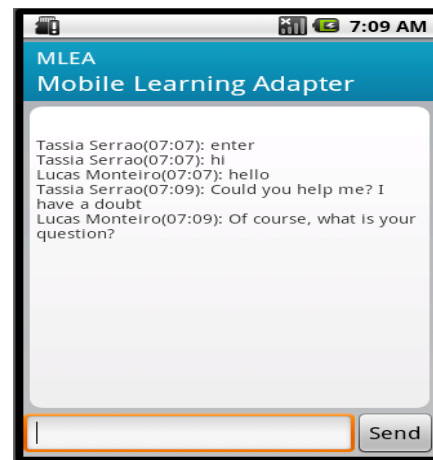 7:09 AM
MLEA
Mobile Learning Adapter
Tassia Serrao(07:07): enter
Tassia Serrao(07:07): hi
Lucas Monteiro(07:07): hello
Tassia Serrao(07:09): Could you help me? I
have a doubt
Lucas Monteiro(07:09): Of course, what is your
question?
Send